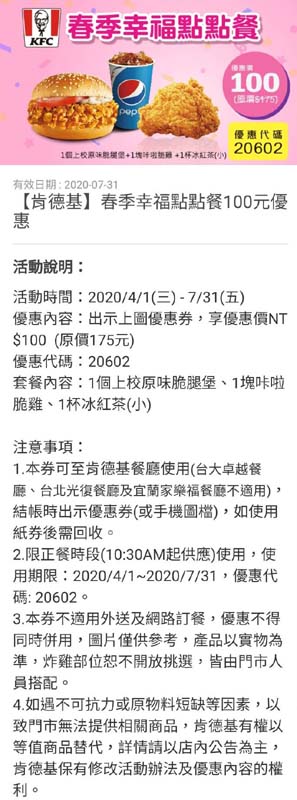 KFC
春季幸福點點餐
優惠價
100
(原價$175)
優惠代碼
20602
pepsi
1個上校原味脆腿堡+1塊咔啦脆雞+1杯冰紅茶(小)
有效日期 : 2020-07-31
【肯德基】春季幸福點點餐100元優
惠
活動說明：
活動時間：2020/4/1(三) - 7/31(五)
優惠內容：出示上圖優惠券，享優惠價NT
$100  (原價175元)
優惠代碼：20602
套餐內容：1個上校原味脆腿堡、1塊咔啦
脆雞、1杯冰紅茶(小)
注意事項：
1.本券可至肯德基餐廳使用(台大卓越餐
廳、台北光復餐廳及宜蘭家樂福餐廳不適用)，
結帳時出示優惠券(或手機圖檔)，如使用
紙券後需回收。
2.限正餐時段(10:30AM起供應)使用，使
用期限：2020/4/1~2020/7/31，優惠代
碼: 20602。
3.本券不適用外送及網路訂餐，優惠不得
同時併用，圖片僅供參考，產品以實物為
準，炸雞部位恕不開放挑選，皆由門市人
員搭配。
4.如遇不可抗力或原物料短缺等因素，以
致門市無法提供相關商品，肯德基有權以
等值商品替代，詳情請以店內公告為主，
肯德基保有修改活動辦法及優惠內容的權
利。